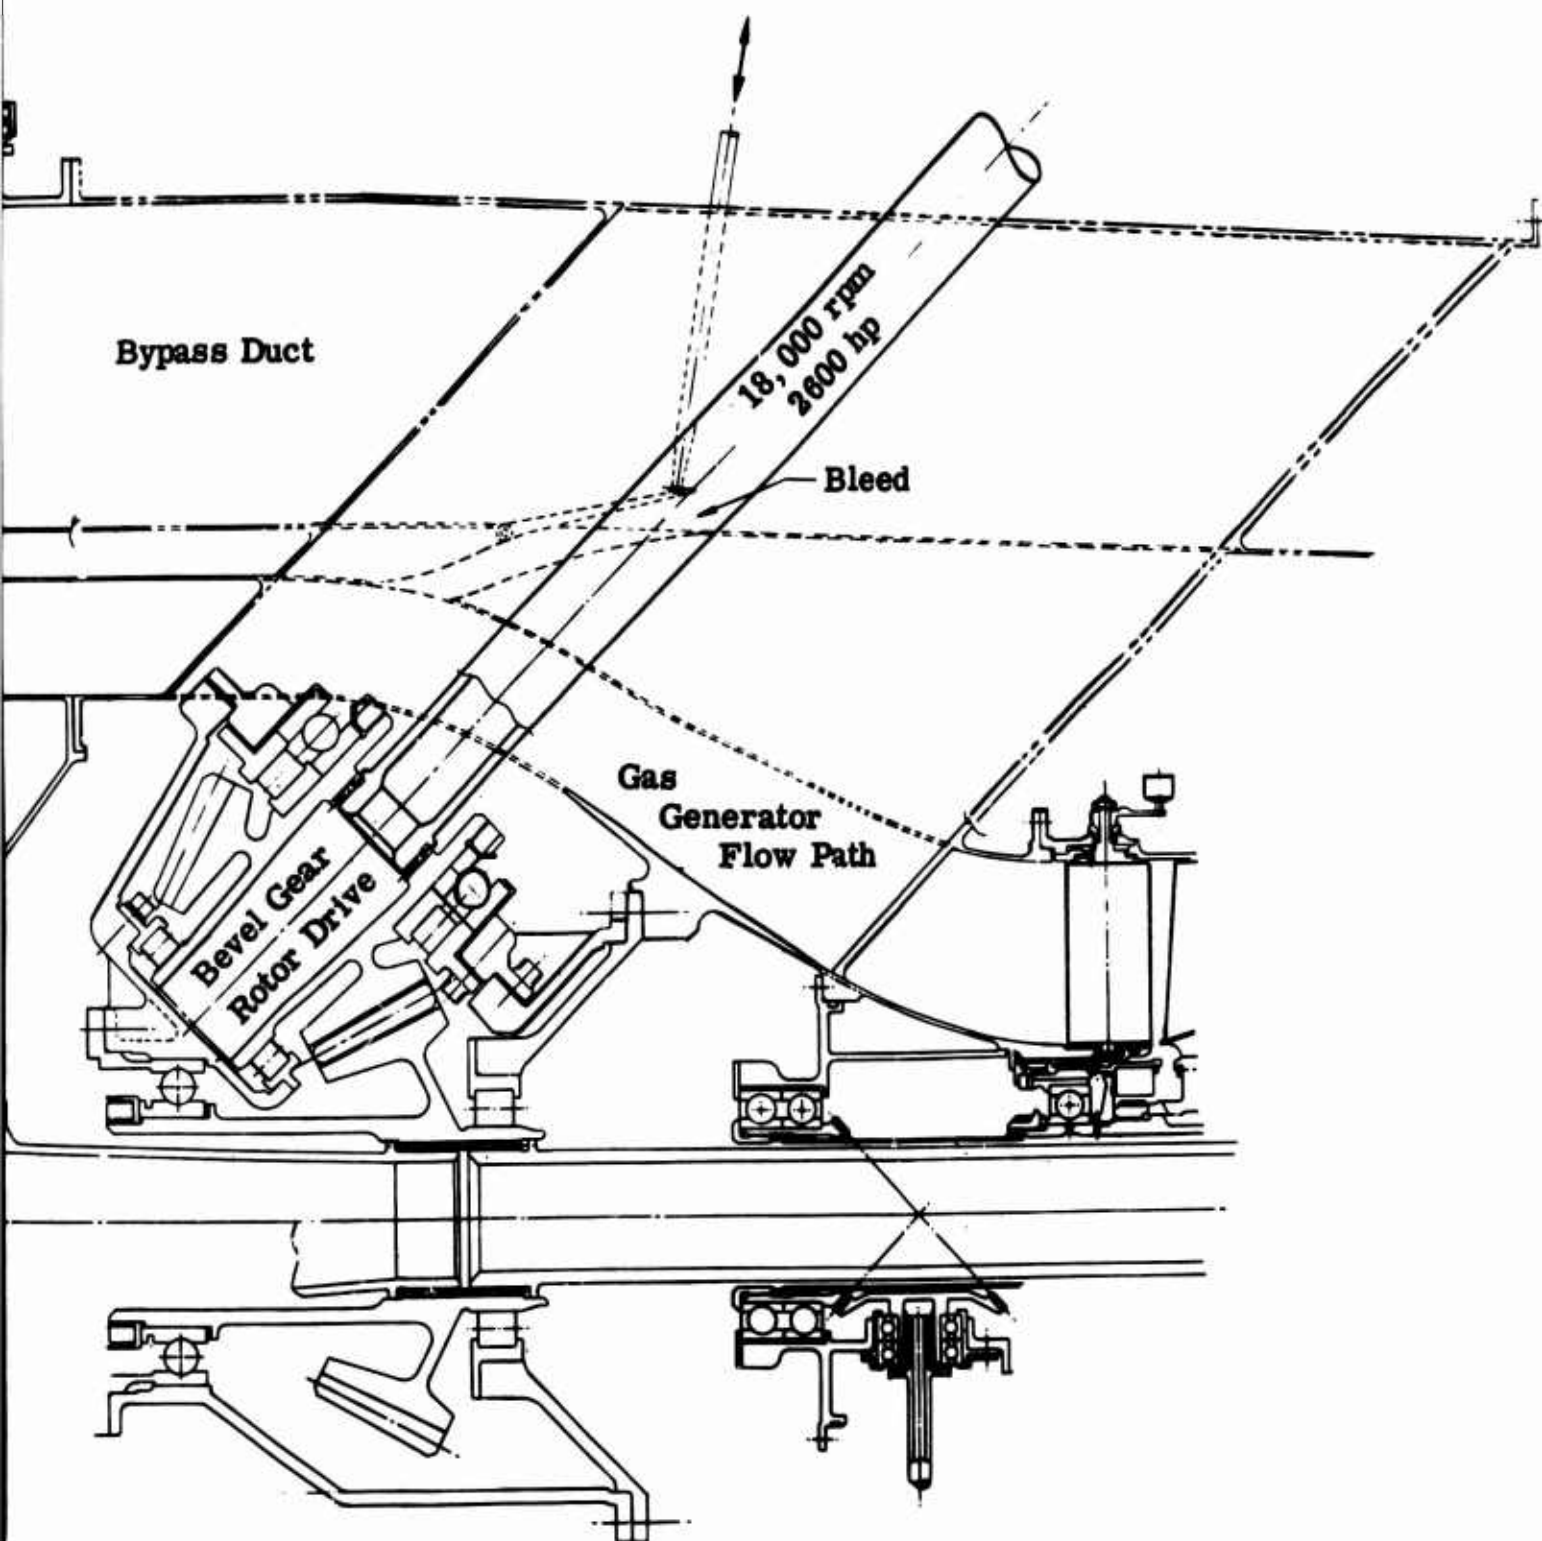 Bypass Duct
18,000 rpm
2600 hp
Bleed
Gas
Generator
Flow Path
Bevel Gear
Rotor Drive